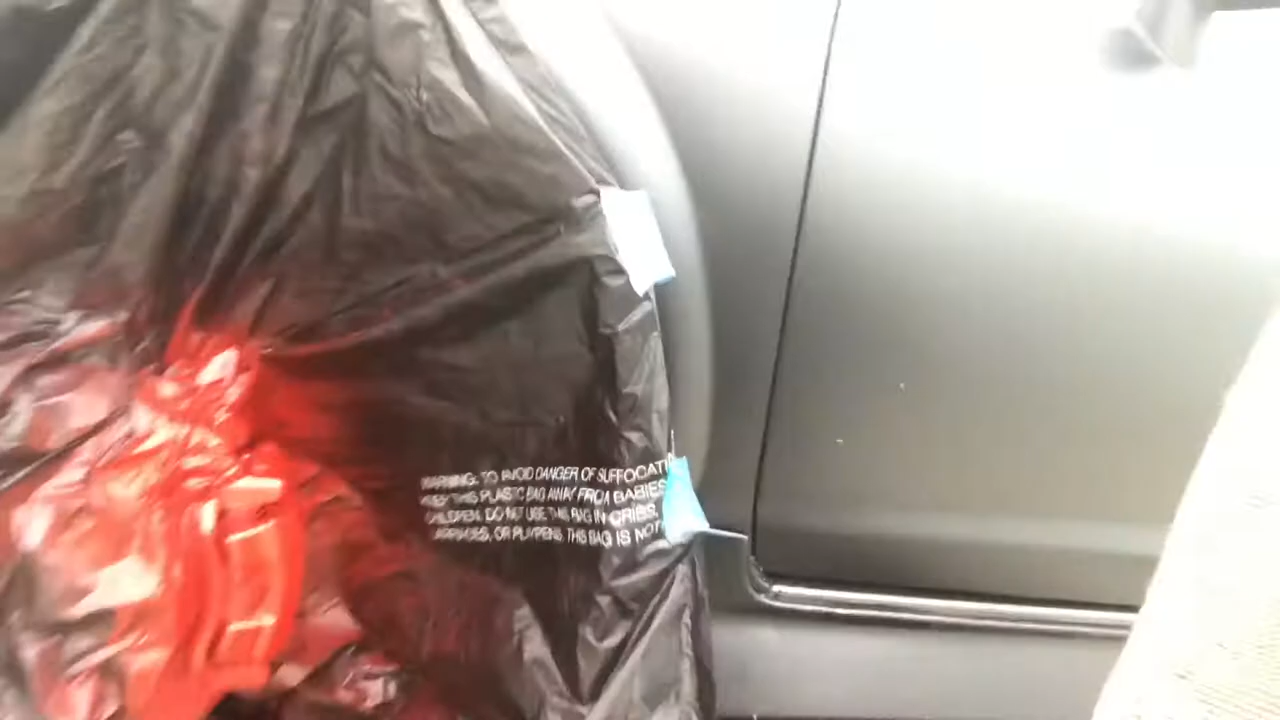 WARNING: TO AVOID DANGER OF SUFFOCATI
KEEP THIS PLASTIC BAG AWAY FROM BABIES
CHILDREN. DO NOT USE THIS BAG IN CRIBS,
OR PLAYPENS. THIS BAG IS NOT